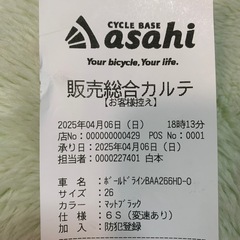 CYCLE BASE
asahi
Your bicycle. Your life.
販売総合カルテ
【お客様控え】
2025年04月06日（日） 18時13分
店No：000000000429 POS No：0001
承り日：2025年04月06日（日）
担当者：0000227401 白本
車 名：ﾎﾞｰﾙﾄﾞﾗｲﾝBAA266HD-O
サイズ：26
カラー：マットブラック
仕 様：６Ｓ（変速あり）
加 入：防犯登録